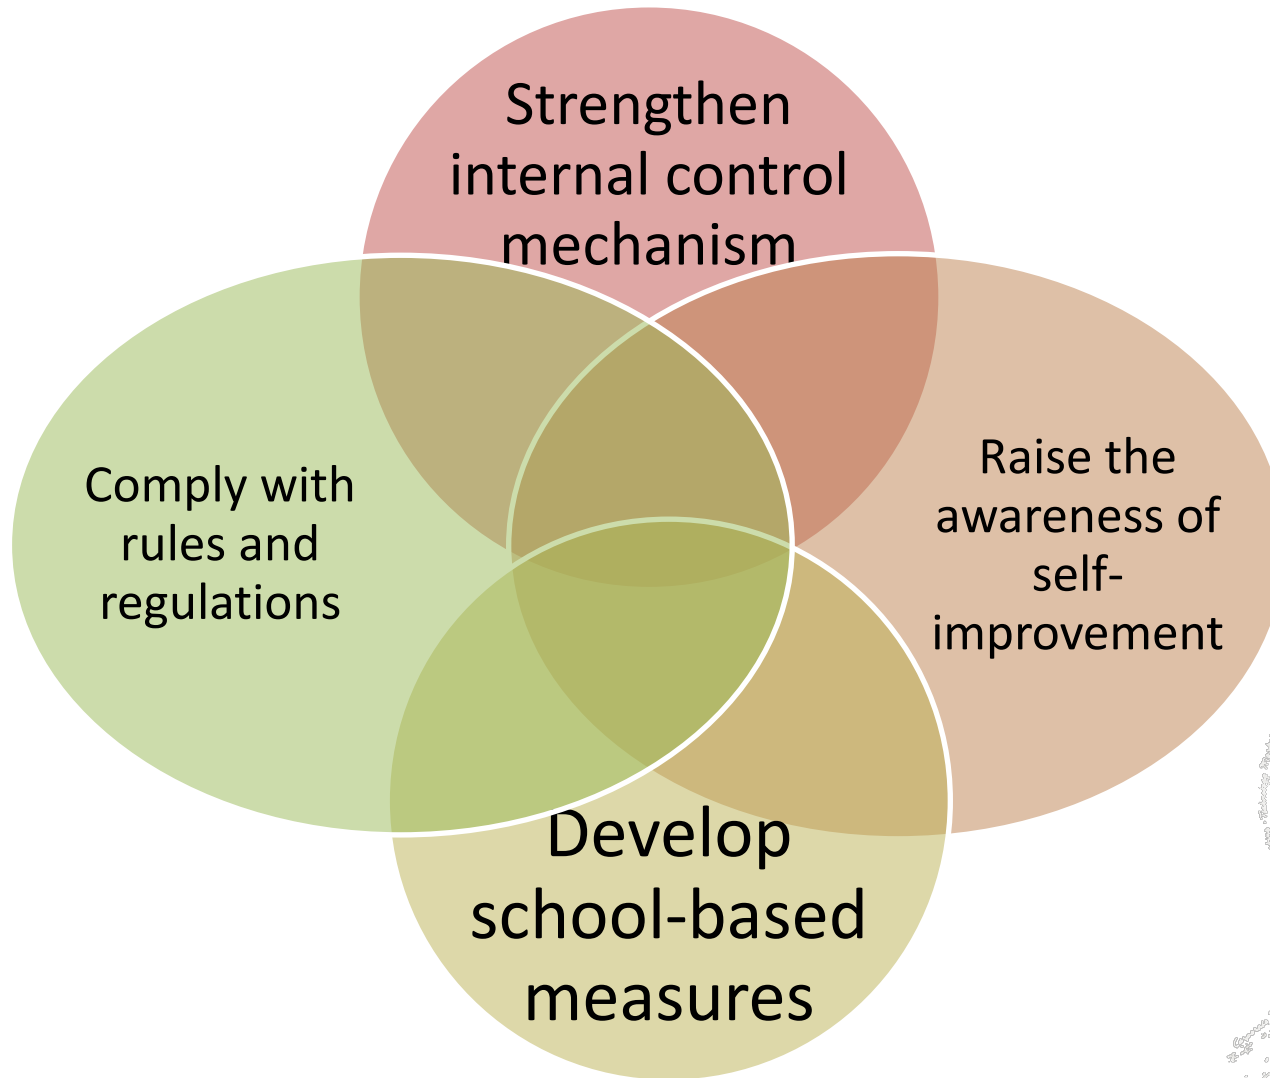 Strengthen
internal control
mechanism
Comply with
rules and
regulations
Raise the
awareness of
self-
improvement
Develop
school-based
measures